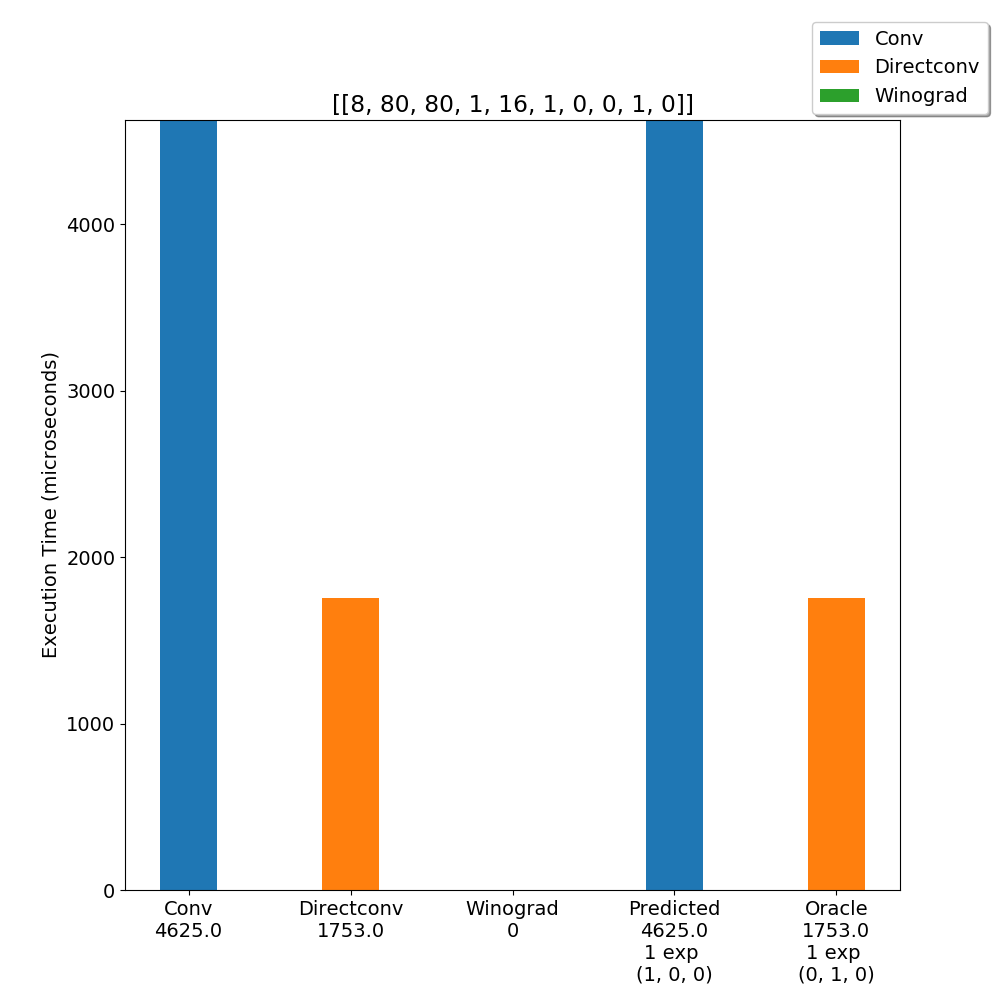 Conv
Directconv
Winograd
[[8, 80, 80, 1, 16, 1, 0, 0, 1, 0]]
Execution Time (microseconds)
4000
3000
2000
1000
0
Conv
4625.0
Directconv
1753.0
Winograd
0
Predicted
4625.0
1 exp
(1, 0, 0)
Oracle
1753.0
1 exp
(0, 1, 0)